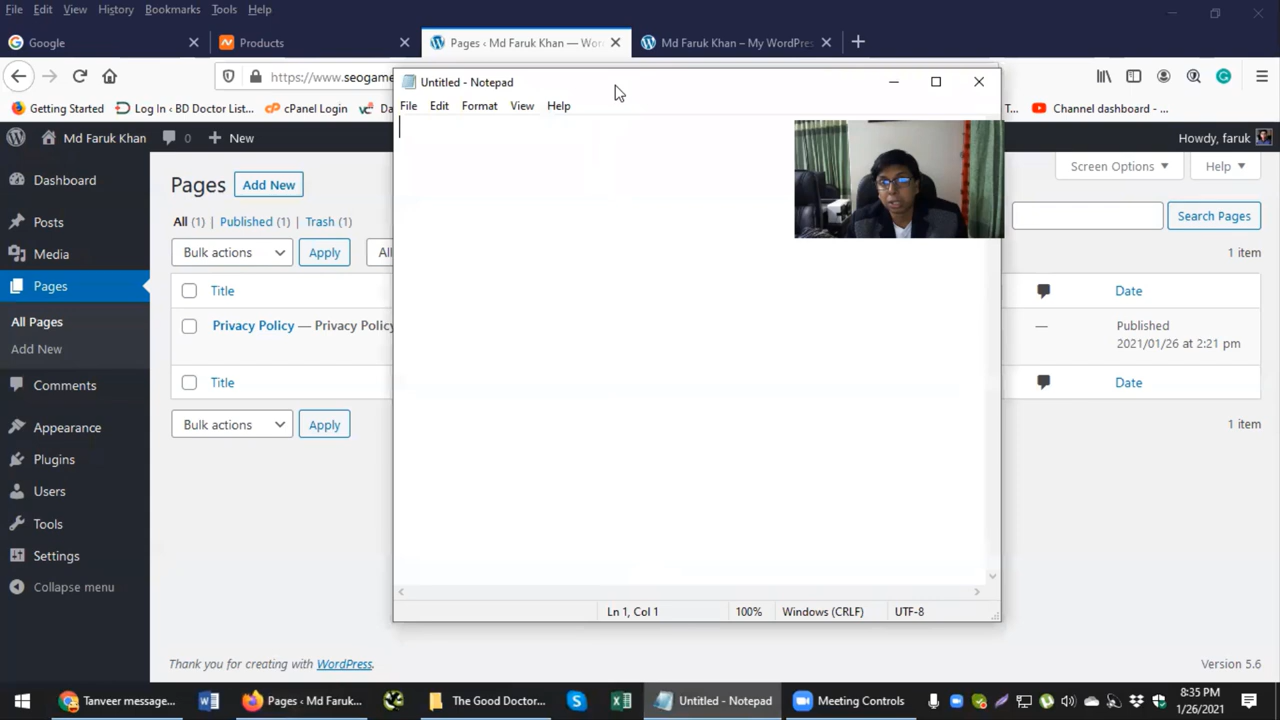 File Edit View History Bookmarks Tools Help
Google
Products
Pages ‹ Md Faruk Khan — Wor
Md Faruk Khan – My WordPres
https://www.seogame
Getting Started
Log In ‹ BD Doctor List...
cPanel Login
Da
T...
Channel dashboard - ...
Untitled - Notepad
File Edit Format View Help
Md Faruk Khan
0
New
Howdy, faruk
Dashboard
Posts
Media
Pages
All Pages
Add New
Comments
Appearance
Plugins
Users
Tools
Settings
Collapse menu
Pages Add New
Screen Options
Help
All (1) | Published (1) | Trash (1)
Search Pages
Bulk actions Apply All
1 item
Title Date
Privacy Policy — Privacy Policy
—
Published
2021/01/26 at 2:21 pm
Title Date
Bulk actions Apply
1 item
Ln 1, Col 1 100% Windows (CRLF) UTF-8
Thank you for creating with WordPress.
Version 5.6
Tanveer message...
Pages ‹ Md Faruk...
The Good Doctor...
Untitled - Notepad
Meeting Controls
8:35 PM
1/26/2021